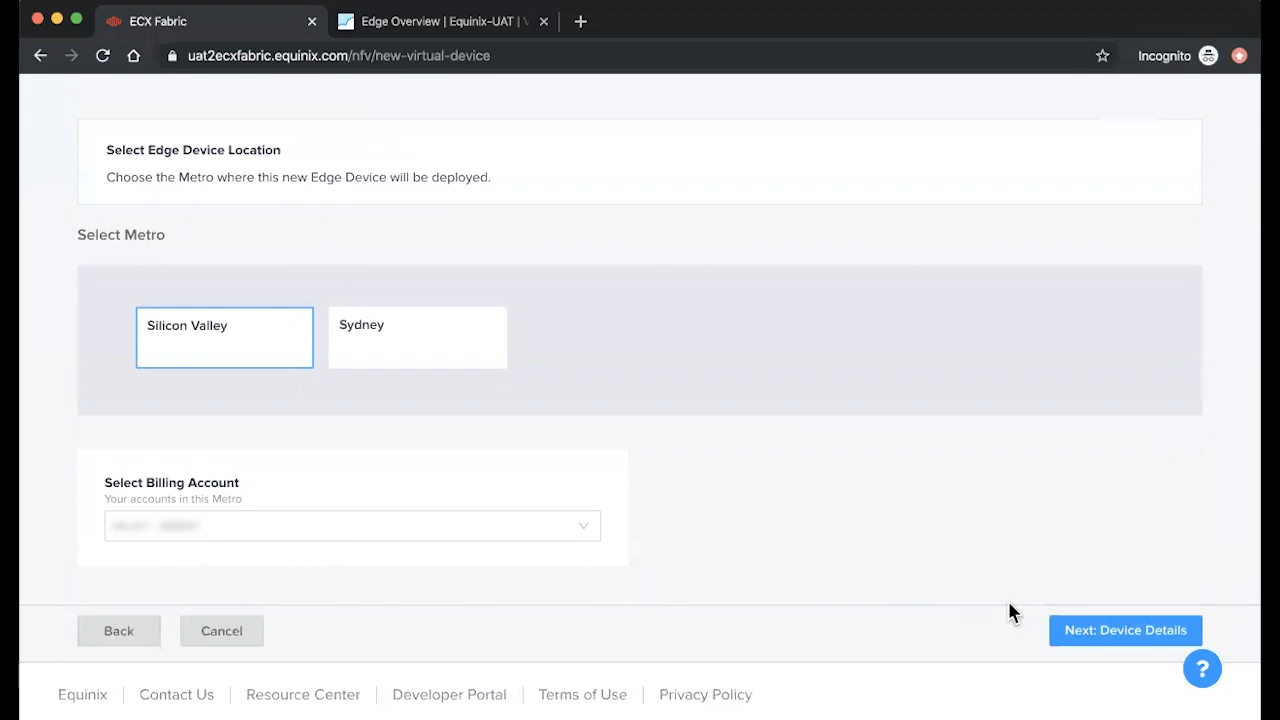 ECX Fabric
Edge Overview | Equinix-UAT |
uat2ecxfabric.equinix.com/nfv/new-virtual-device
Incognito
Select Edge Device Location
Choose the Metro where this new Edge Device will be deployed.
Select Metro
Silicon Valley
Sydney
Select Billing Account
Your accounts in this Metro
Back
Cancel
Next: Device Details
?
Equinix
Contact Us
Resource Center
Developer Portal
Terms of Use
Privacy Policy